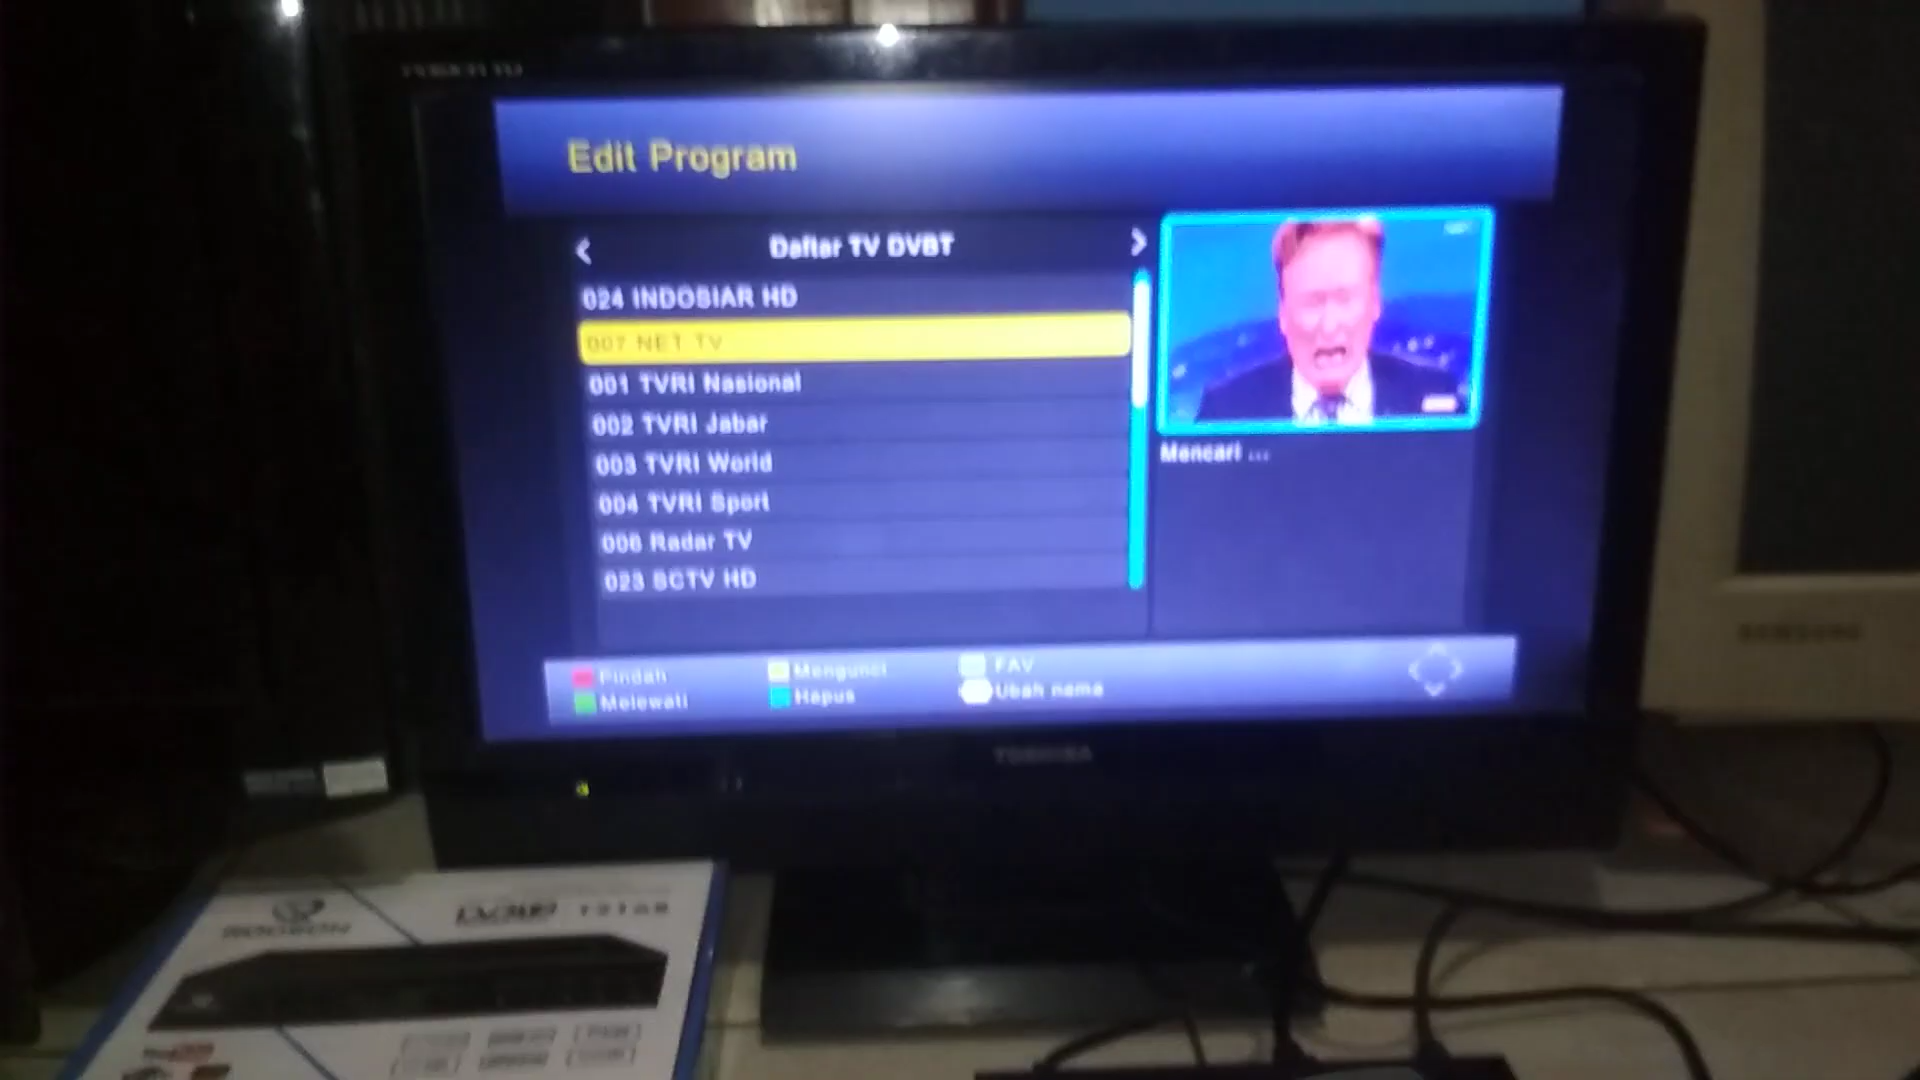 Edit Program
Daftar TV DVBT
024 INDOSIAR HD
007 NET TV
001 TVRI Nasional
002 TVRI Jabar
003 TVRI World
004 TVRI Sport
006 Radar TV
023 SCTV HD
Mencari ...
Pindah
Mengunci
FAV
Melewati
Hapus
Ubah nama
TOSHIBA
SAMSUNG